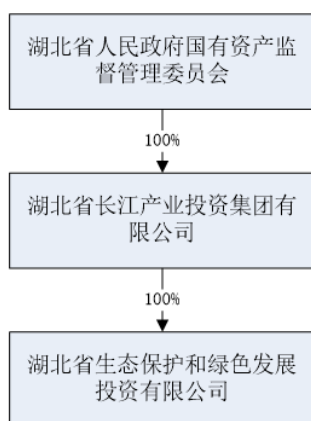 湖北省人民政府国有资产监
督管理委员会
100%
湖北省长江产业投资集团有
限公司
100%
湖北省生态保护和绿色发展
投资有限公司